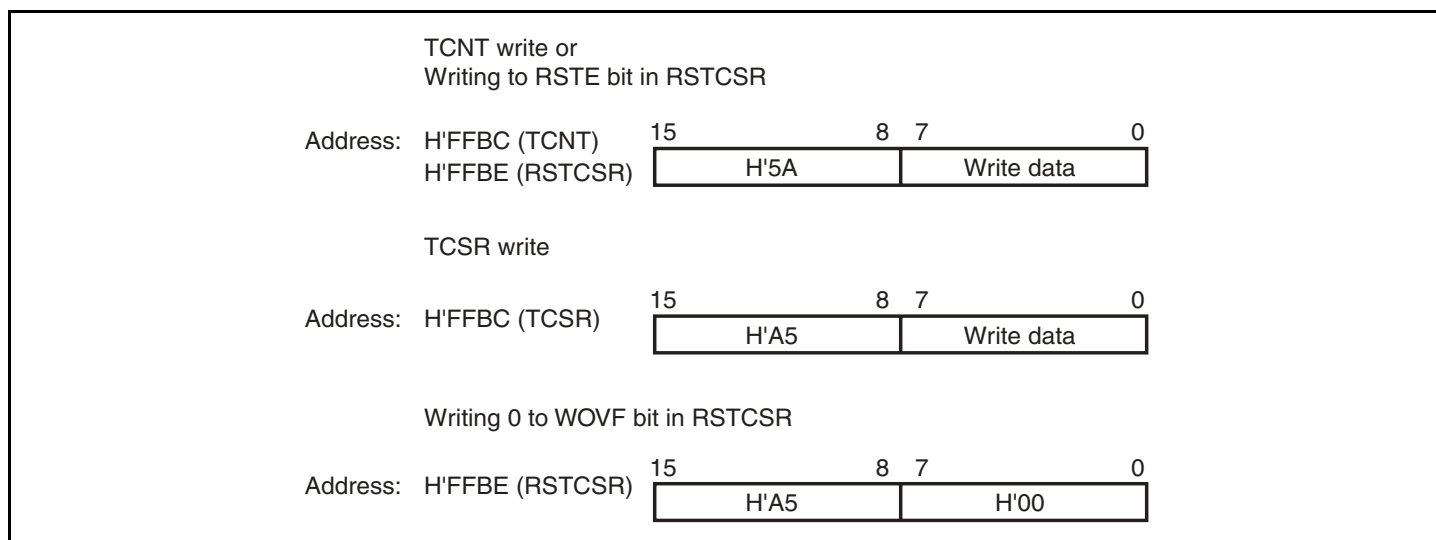 TCNT write or
Writing to RSTE bit in RSTCSR
15 8 7 0
Address: H'FFBC (TCNT)
H'FFBE (RSTCSR)
H'5A Write data
TCSR write
15 8 7 0
Address: H'FFBC (TCSR)
H'A5 Write data
Writing 0 to WOVF bit in RSTCSR
15 8 7 0
Address: H'FFBE (RSTCSR)
H'A5 H'00